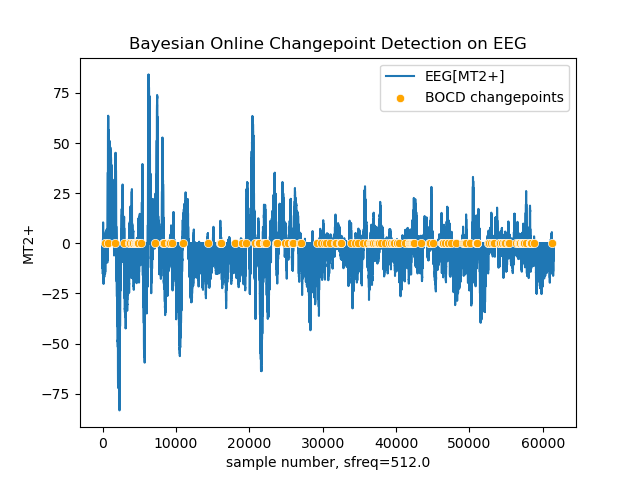 Bayesian Online Changepoint Detection on EEG
EEG[MT2+]
BOCD changepoints
75
50
25
0
−25
−50
−75
MT2+
0
10000
20000
30000
40000
50000
60000
sample number, sfreq=512.0